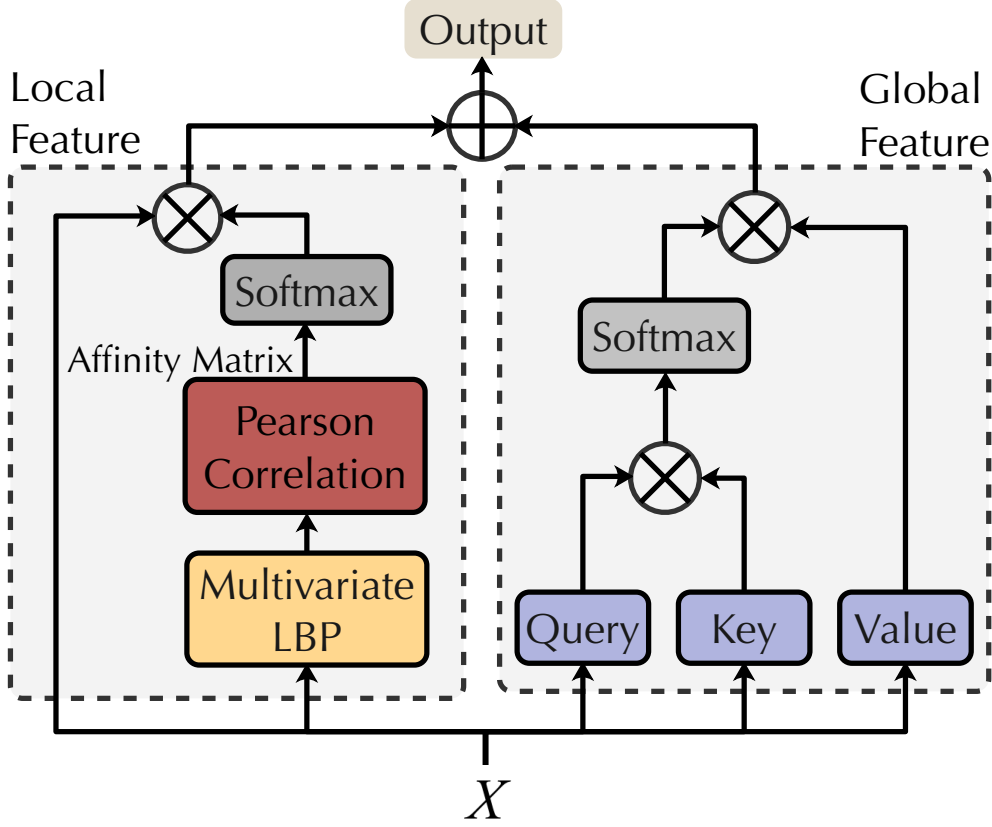 Output
Local
Feature
Global
Feature
Softmax
Affinity Matrix
Pearson
Correlation
Multivariate
LBP
Softmax
Query
Key
Value
X